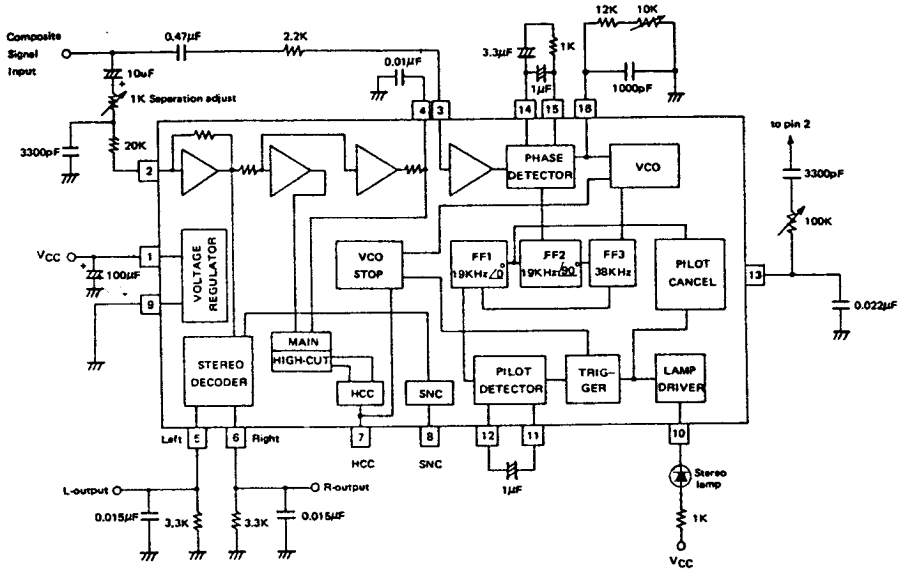 12K 10K
Composite
Signal
Input
0.47µF
2.2K
3.3µF
1K
10uF
+
0.01µF
1µF
1000pF
1K Seperation adjust
4 3
14 15 16
to pin 2
3300pF
20K
2
PHASE
DETECTOR
VCO
3300pF
100K
VCC
+
1
100µF
VOLTAGE
REGULATOR
VCO
STOP
FF1
19KHz/0°
FF2
19KHz/90°
FF3
38KHz
PILOT
CANCEL
13
9
0.022µF
STEREO
DECODER
MAIN
HIGH-CUT
HCC
SNC
PILOT
DETECTOR
TRIG-
GER
LAMP
DRIVER
Left 5 6 Right
7
8
12
11
10
HCC
SNC
1µF
Stereo
lamp
L-output
R-output
0.015µF
3.3K
3.3K
0.015µF
1K
VCC